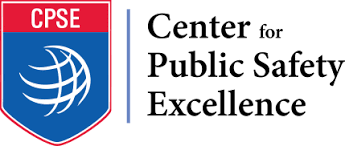 CPSE
Center for
Public Safety
Excellence